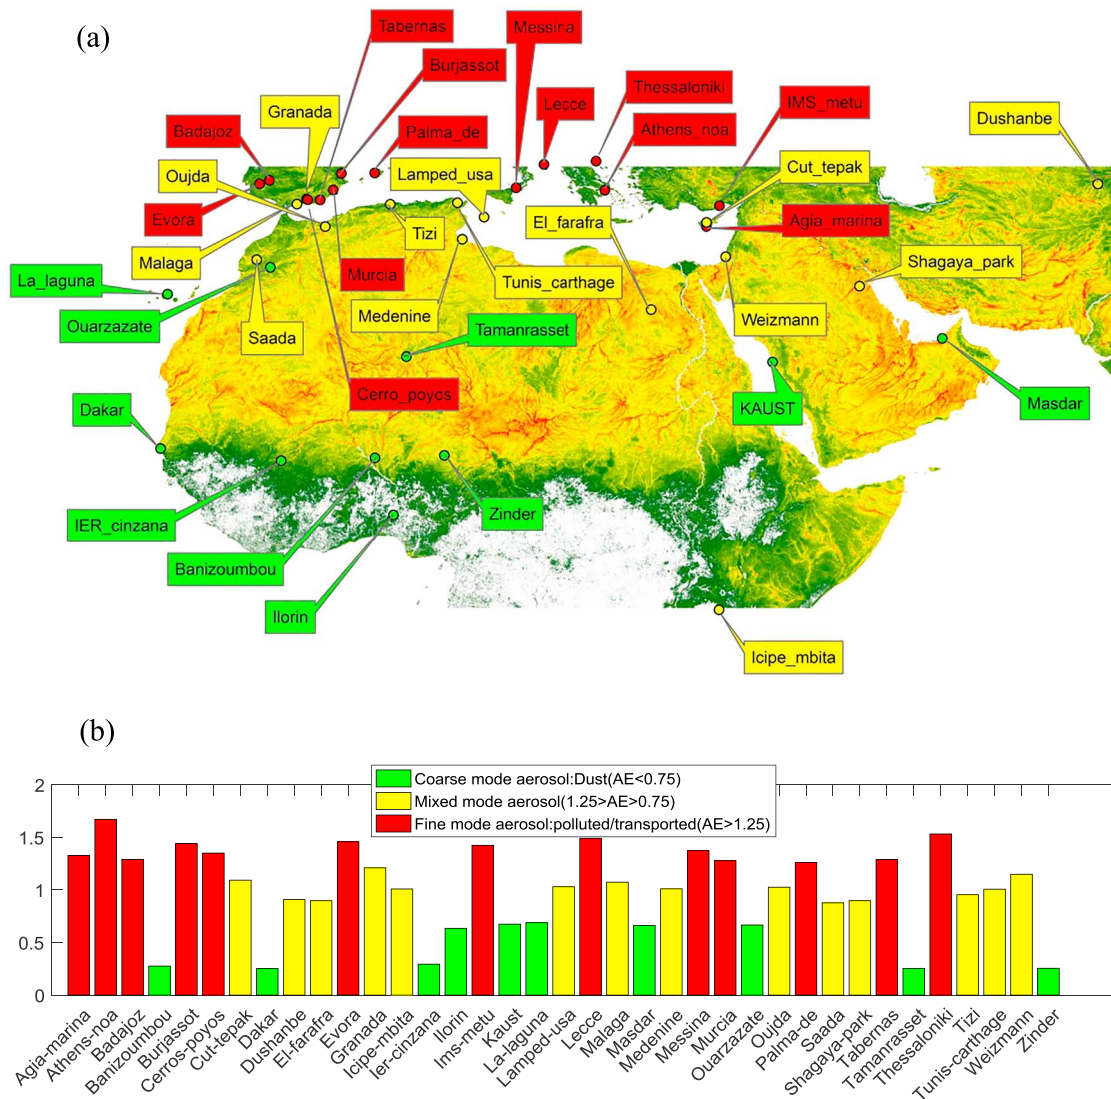 (a)
Tabernas
Messina
Burjassot
Thessaloniki
Lecce
IMS_metu
Granada
Dushanbe
Badajoz
Palma_de
Athens_noa
Oujda
Lamped_usa
Cut_tepak
Evora
El_farafra
Agia_marina
Tizi
Malaga
Shagaya_park
La_laguna
Murcia
Tunis_carthage
Medenine
Weizmann
Ouarzazate
Saada
Tamanrasset
Cerro_poyos
Dakar
KAUST
Masdar
IER_cinzana
Zinder
Banizoumbou
Ilorin
Icipe_mbita
(b)
Coarse mode aerosol:Dust(AE<0.75)
Mixed mode aerosol(1.25>AE>0.75)
Fine mode aerosol:polluted/transported(AE>1.25)
2
1.5
1
0.5
0
Agia-marina
Athens-noa
Badajoz
Banizoumbou
Burjassot
Cerros-poyos
Cut-tepak
Dakar
Dushanbe
El-farafra
Evora
Granada
Icipe-mbita
Ier-cinzana
Ilorin
Ims-metu
Kaust
La-laguna
Lamped-usa
Lecce
Malaga
Masdar
Medenine
Messina
Murcia
Ouarzazate
Oujda
Palma-de
Saada
Shagaya-park
Tabernas
Tamanrasset
Thessaloniki
Tizi
Tunis-carthage
Weizmann
Zinder